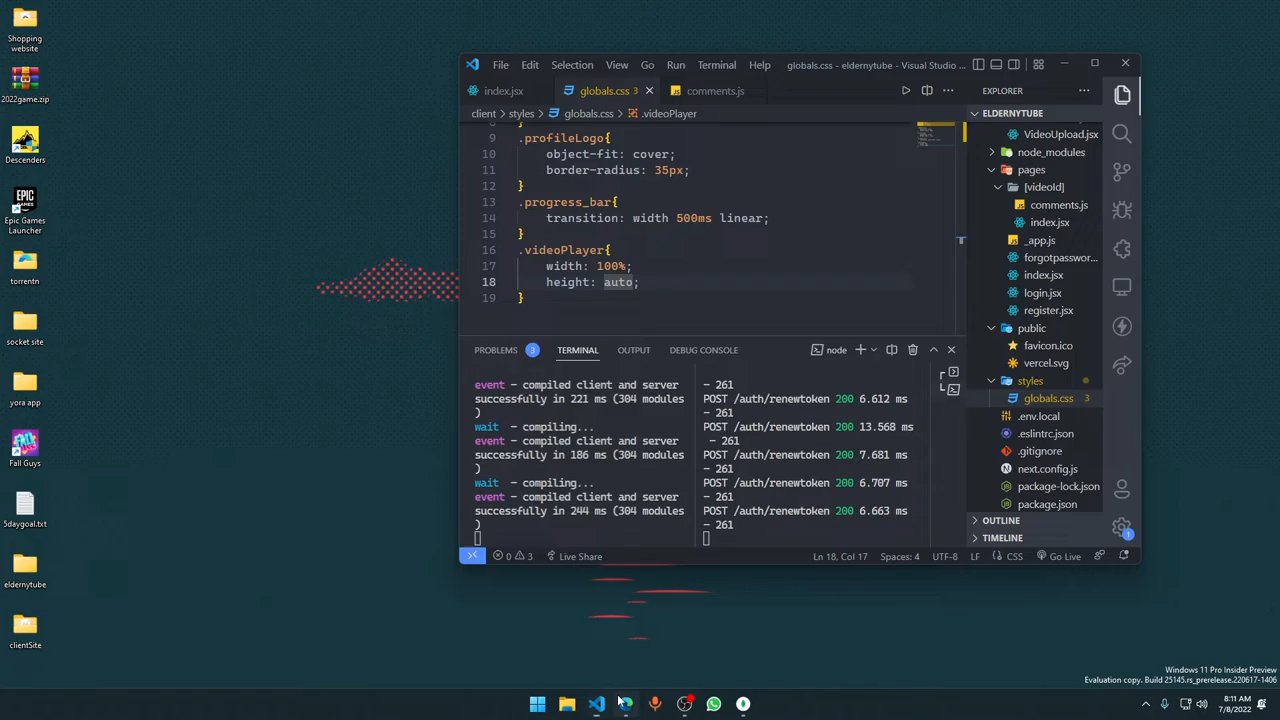 Shopping
website
2022game.zip
Descenders
Epic Games
Launcher
torrentn
socket site
yora app
Fall Guys
5daygoal.txt
eldernytube
clientSite
File Edit Selection View Go Run Terminal Help globals.css - eldernytube - Visual Studio ...
index.jsx globals.css 3 comments.js
EXPLORER
client styles globals.css .videoPlayer
ELDERNYTUBE
VideoUpload.jsx
node_modules
pages
[videoId]
comments.js
index.jsx
_app.js
forgotpasswor...
index.jsx
login.jsx
register.jsx
public
favicon.ico
vercel.svg
styles
globals.css 3
.env.local
.eslintrc.json
.gitignore
next.config.js
package-lock.json
package.json
OUTLINE
TIMELINE
8 }
9 .profileLogo{
10 object-fit: cover;
11 border-radius: 35px;
12 }
13 .progress_bar{
14 transition: width 500ms linear;
15 }
16 .videoPlayer{
17 width: 100%;
18 height: auto;
19 }
PROBLEMS 3 TERMINAL OUTPUT DEBUG CONSOLE node
event - compiled client and server
successfully in 221 ms (304 modules
)
wait - compiling...
event - compiled client and server
successfully in 186 ms (304 modules
)
wait - compiling...
event - compiled client and server
successfully in 244 ms (304 modules
)
- 261
POST /auth/renewtoken 200 6.612 ms
- 261
POST /auth/renewtoken 200 13.568 ms
- 261
POST /auth/renewtoken 200 7.681 ms
- 261
POST /auth/renewtoken 200 6.707 ms
- 261
POST /auth/renewtoken 200 6.663 ms
- 261
0 3 Live Share Ln 18, Col 17 Spaces: 4 UTF-8 LF CSS Go Live
1
Windows 11 Pro Insider Preview
Evaluation copy. Build 25145.rs_prerelease.220617-1406
8:11 AM
7/8/2022
EPIC
GAMES